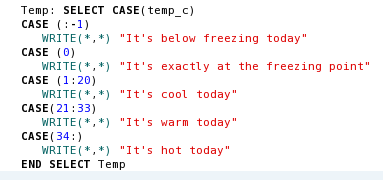 Temp: SELECT CASE(temp_c)
CASE (:-1)
WRITE(*,*) "It's below freezing today"
CASE (0)
WRITE(*,*) "It's exactly at the freezing point"
CASE (1:20)
WRITE(*,*) "It's cool today"
CASE(21:33)
WRITE(*,*) "It's warm today"
CASE(34:)
WRITE(*,*) "It's hot today"
END SELECT Temp